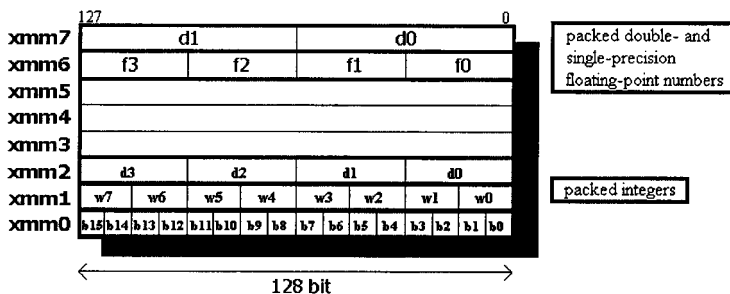 127 0
xmm7 d1 d0
xmm6 f3 f2 f1 f0
xmm5
xmm4
xmm3
xmm2 d3 d2 d1 d0
xmm1 w7 w6 w5 w4 w3 w2 w1 w0
xmm0 b15 b14 b13 b12 b11 b10 b9 b8 b7 b6 b5 b4 b3 b2 b1 b0
128 bit
packed double- and
single-precision
floating-point numbers
packed integers